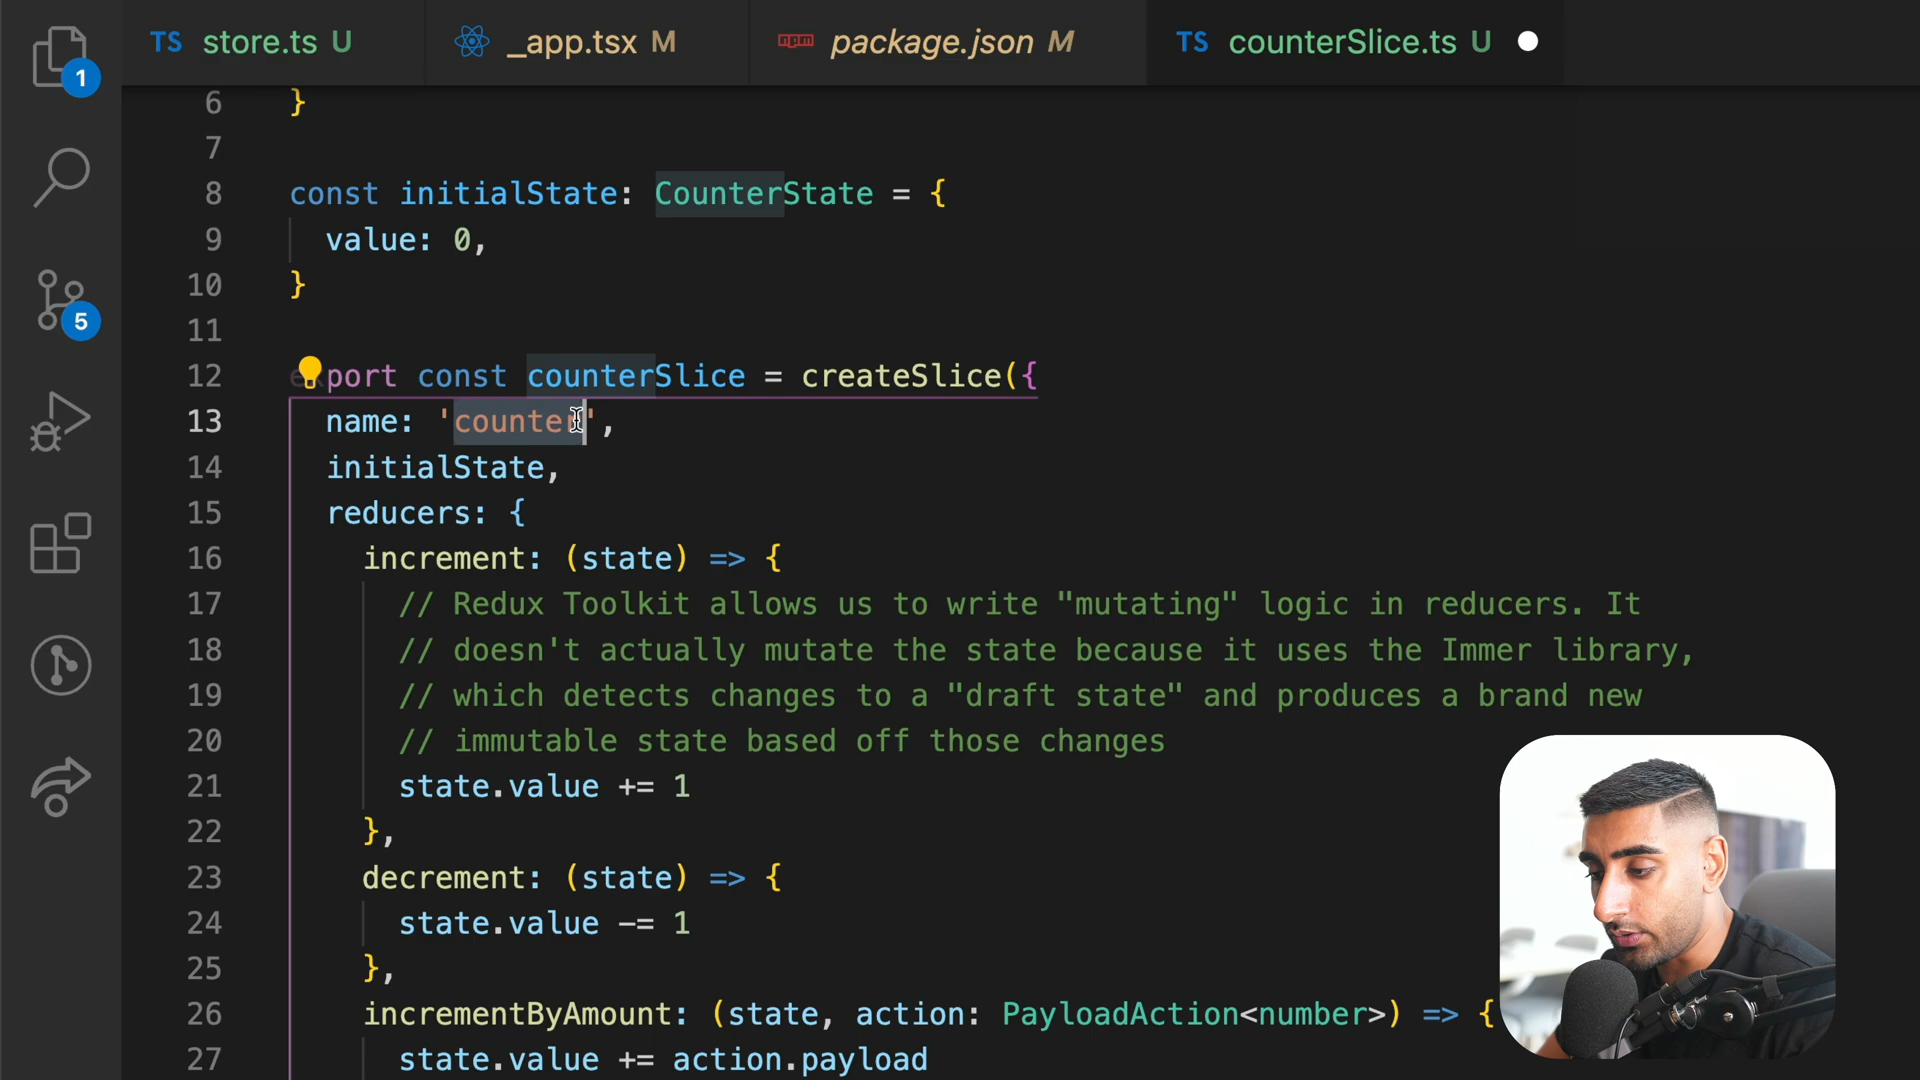 TS store.ts U
_app.tsx M
npm package.json M
TS counterSlice.ts U
1
5
6 }
7
8 const initialState: CounterState = {
9 value: 0,
10 }
11
12 export const counterSlice = createSlice({
13 name: 'counter',
14 initialState,
15 reducers: {
16 increment: (state) => {
17 // Redux Toolkit allows us to write "mutating" logic in reducers. It
18 // doesn't actually mutate the state because it uses the Immer library,
19 // which detects changes to a "draft state" and produces a brand new
20 // immutable state based off those changes
21 state.value += 1
22 },
23 decrement: (state) => {
24 state.value -= 1
25 },
26 incrementByAmount: (state, action: PayloadAction<number>) => {
27 state.value += action.payload